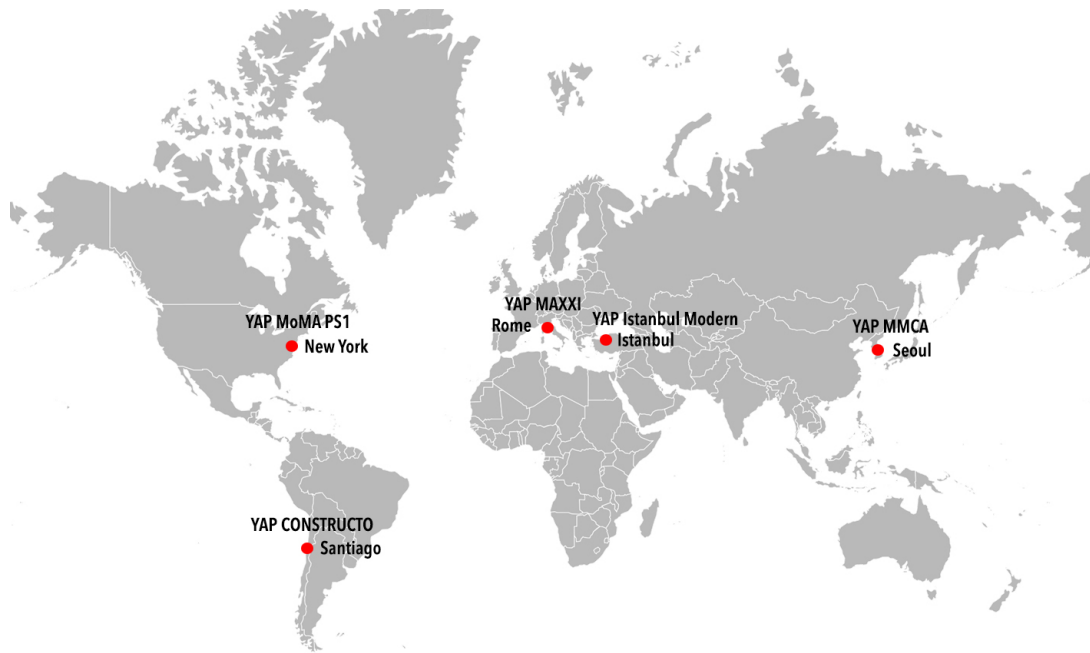 YAP MAXXI
Rome
YAP Istanbul Modern
Istanbul
YAP MoMA PS1
New York
YAP MMCA
Seoul
YAP CONSTRUCTO
Santiago